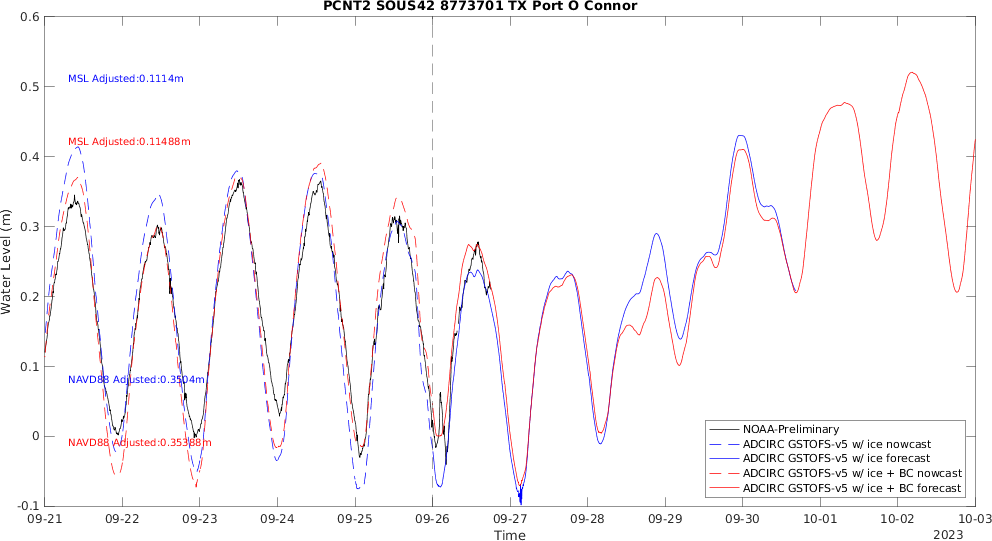 PCNT2 SOUS42 8773701 TX Port O Connor
0.6
0.5
0.4
0.3
0.2
0.1
0
-0.1
Water Level (m)
MSL Adjusted:0.1114m
MSL Adjusted:0.11488m
NAVD88 Adjusted:0.3504m
NAVD88 Adjusted:0.35388m
NOAA-Preliminary
ADCIRC GSTOFS-v5 w/ ice nowcast
ADCIRC GSTOFS-v5 w/ ice forecast
ADCIRC GSTOFS-v5 w/ ice + BC nowcast
ADCIRC GSTOFS-v5 w/ ice + BC forecast
09-21 09-22 09-23 09-24 09-25 09-26 09-27 09-28 09-29 09-30 10-01 10-02 10-03
Time
2023